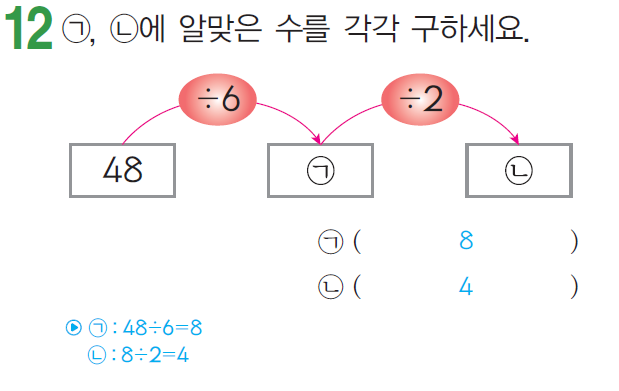 12 ㉠, ㉡에 알맞은 수를 각각 구하세요.
÷6 ÷2
48 ㉠ ㉡
㉠ ( 8 )
㉡ ( 4 )
㉠ : 48÷6=8
㉡ : 8÷2=4